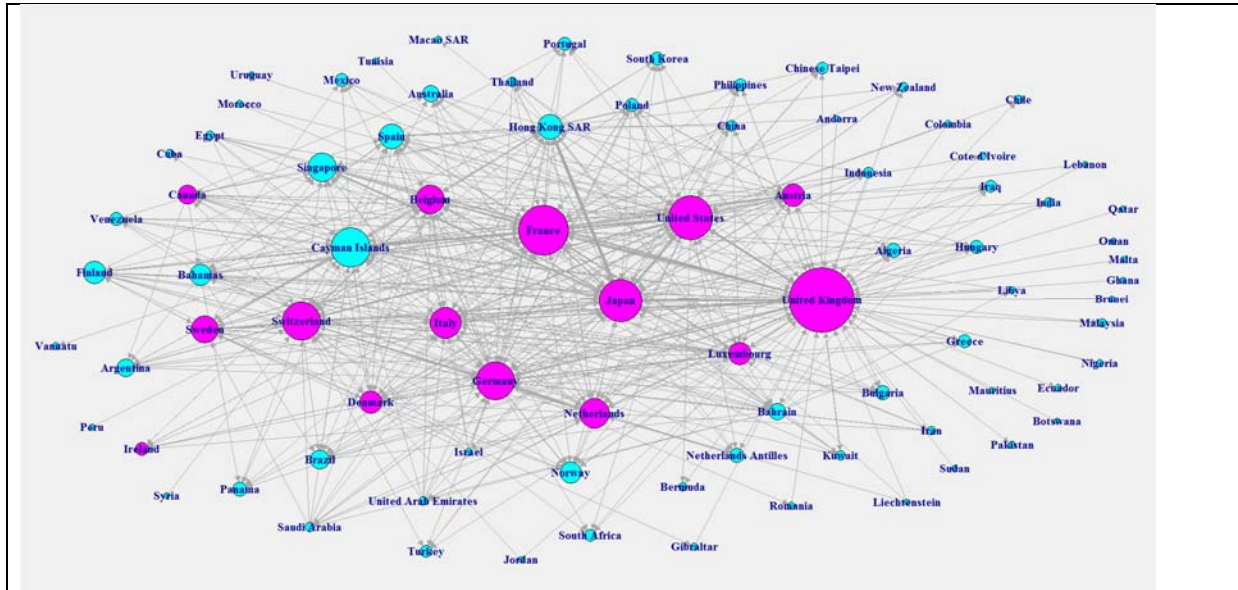 Macao SAR
Portugal
Tunisia
South Korea
Uruguay
Mexico
Thailand
Chinese Taipei
Australia
Philippines
New Zealand
Morocco
Poland
Chile
Hong Kong SAR
China
Andorra
Colombia
Egypt
Spain
Cuba
Singapore
Cote d'Ivoire
Lebanon
Indonesia
Canada
Belgium
Austria
Iraq
India
Venezuela
France
United States
Qatar
Cayman Islands
Algeria
Hungary
Oman
Malta
Finland
Bahamas
Ghana
Libya
Japan
United Kingdom
Brunei
Sweden
Switzerland
Italy
Malaysia
Vanuatu
Greece
Luxembourg
Argentina
Nigeria
Germany
Ecuador
Mauritius
Bulgaria
Denmark
Netherlands
Bahrain
Botswana
Peru
Iran
Ireland
Israel
Pakistan
Brazil
Netherlands Antilles
Kuwait
Norway
Sudan
Panama
Bermuda
Syria
United Arab Emirates
Liechtenstein
Romania
Saudi Arabia
South Africa
Turkey
Gibraltar
Jordan